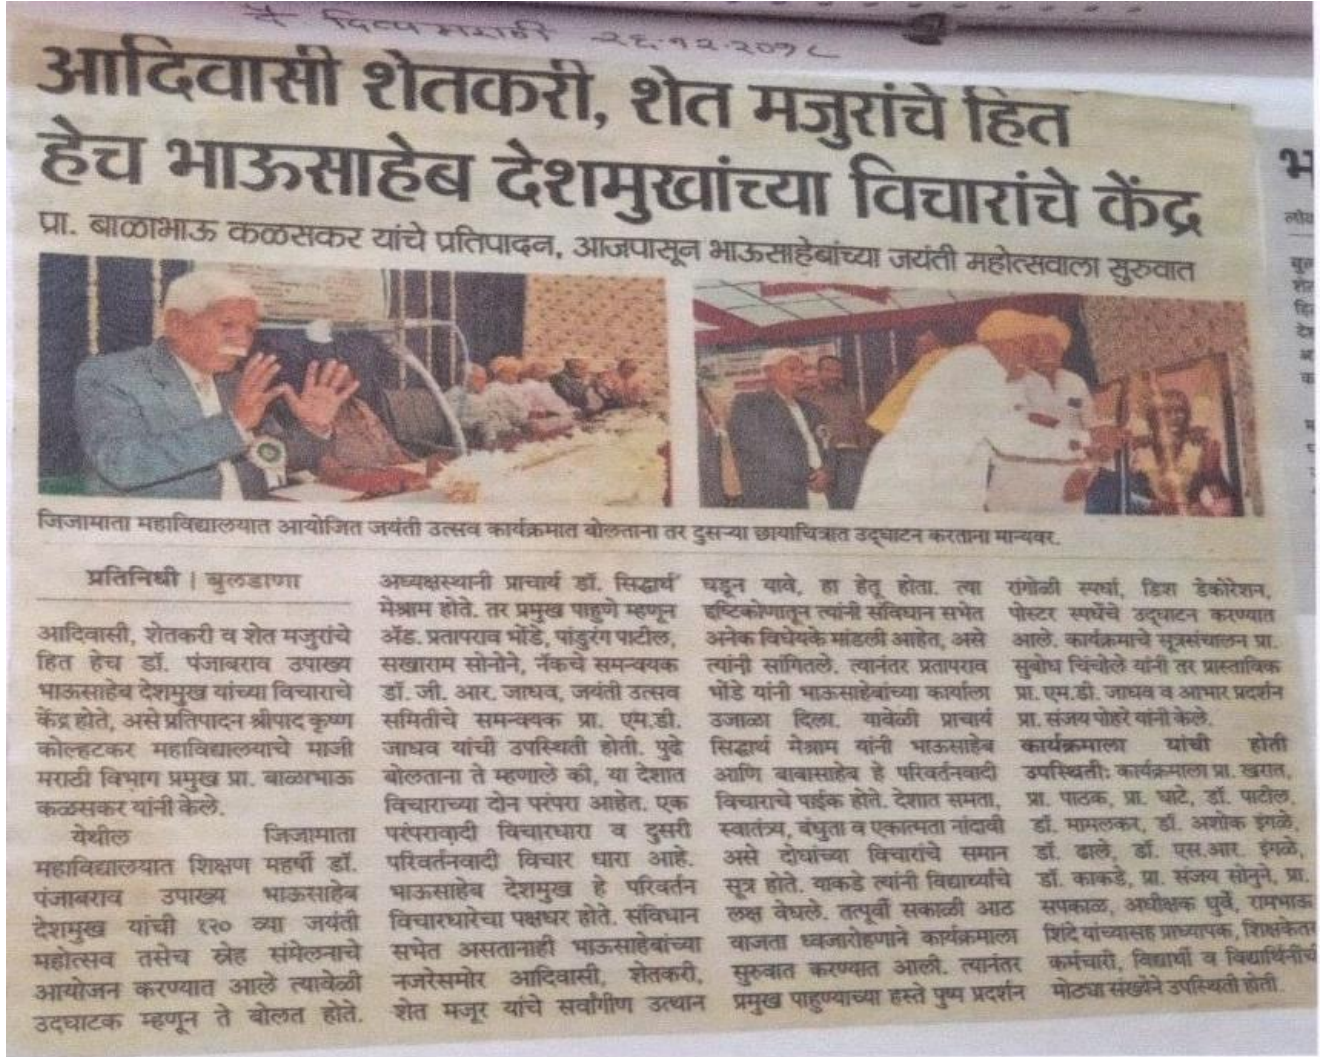 दै दिव्य मराठी २६.१२.२०१८
आदिवासी शेतकरी, शेत मजुरांचे हित
हेच भाऊसाहेब देशमुखांच्या विचारांचे केंद्र
प्रा. बाळाभाऊ कळसकर यांचे प्रतिपादन, आजपासून भाऊसाहेबांच्या जयंती महोत्सवाला सुरुवात
जिजामाता महाविद्यालयात आयोजित जयंती उत्सव कार्यक्रमात बोलताना तर दुसऱ्या छायाचित्रात उद्घाटन करताना मान्यवर.
प्रतिनिधी | बुलडाणा
आदिवासी, शेतकरी व शेत मजुरांचे
हित हेच डॉ. पंजाबराव उपाख्य
भाऊसाहेब देशमुख यांच्या विचाराचे
केंद्र होते, असे प्रतिपादन श्रीपाद कृष्ण
कोल्हटकर महाविद्यालयाचे माजी
मराठी विभाग प्रमुख प्रा. बाळाभाऊ
कळसकर यांनी केले.
येथील जिजामाता
महाविद्यालयात शिक्षण महर्षी डॉ.
पंजाबराव उपाख्य भाऊसाहेब
देशमुख यांची १२० व्या जयंती
महोत्सव तसेच स्नेह संमेलनाचे
आयोजन करण्यात आले त्यावेळी
उदघाटक म्हणून ते बोलत होते.
अध्यक्षस्थानी प्राचार्य डॉ. सिद्धार्थ
मेश्राम होते. तर प्रमुख पाहुणे म्हणून
अ‍ॅड. प्रतापराव भोंडे, पांडुरंग पाटील,
सखाराम सोनोने, नॅकचे समन्वयक
डॉ. जी. आर. जाधव, जयंती उत्सव
समितीचे समन्वयक प्रा. एम.डी.
जाधव यांची उपस्थिती होती. पुढे
बोलताना ते म्हणाले की, या देशात
विचाराच्या दोन परंपरा आहेत. एक
परंपरावादी विचारधारा व दुसरी
परिवर्तनवादी विचार धारा आहे.
भाऊसाहेब देशमुख हे परिवर्तन
विचारधारेचा पक्षधर होते. संविधान
सभेत असतानाही भाऊसाहेबांच्या
नजरेसमोर आदिवासी, शेतकरी,
शेत मजूर यांचे सर्वांगीण उत्थान
घडून यावे, हा हेतू होता. त्या
दृष्टिकोणातून त्यांनी संविधान सभेत
अनेक विधेयके मांडली आहेत, असे
त्यांनी सांगितले. त्यानंतर प्रतापराव
भोंडे यांनी भाऊसाहेबांच्या कार्याला
उजाळा दिला. यावेळी प्राचार्य
सिद्धार्थ मेश्राम यांनी भाऊसाहेब
आणि बाबासाहेब हे परिवर्तनवादी
विचाराचे पाईक होते. देशात समता,
स्वातंत्र्य, बंधुता व एकात्मता नांदावी
असे दोघांच्या विचारांचे समान
सूत्र होते. याकडे त्यांनी विद्यार्थ्यांचे
लक्ष वेधले. तत्पूर्वी सकाळी आठ
वाजता ध्वजारोहणाने कार्यक्रमाला
सुरुवात करण्यात आली. त्यानंतर
प्रमुख पाहुण्याच्या हस्ते पुष्प प्रदर्शन
रांगोळी स्पर्धा, डिश डेकोरेशन,
पोस्टर स्पर्धेचे उद्घाटन करण्यात
आले. कार्यक्रमाचे सूत्रसंचालन प्रा.
सुबोध चिंचोले यांनी तर प्रास्ताविक
प्रा. एम.डी. जाधव व आभार प्रदर्शन
प्रा. संजय पोहरे यांनी केले.
कार्यक्रमाला यांची होती
उपस्थिती: कार्यक्रमाला प्रा. खरात,
प्रा. पाठक, प्रा. घाटे, डॉ. पाटील,
डॉ. मामलकर, डॉ. अशोक इंगळे,
डॉ. ढाले, डॉ. एस.आर. इंगळे,
डॉ. काकडे, प्रा. संजय सोनुने, प्रा.
सपकाळ, अधीक्षक धुर्वे, रामभाऊ
शिंदे यांच्यासह प्राध्यापक, शिक्षकेतर
कर्मचारी, विद्यार्थी व विद्यार्थिनींची
मोठ्या संख्येने उपस्थिती होती.